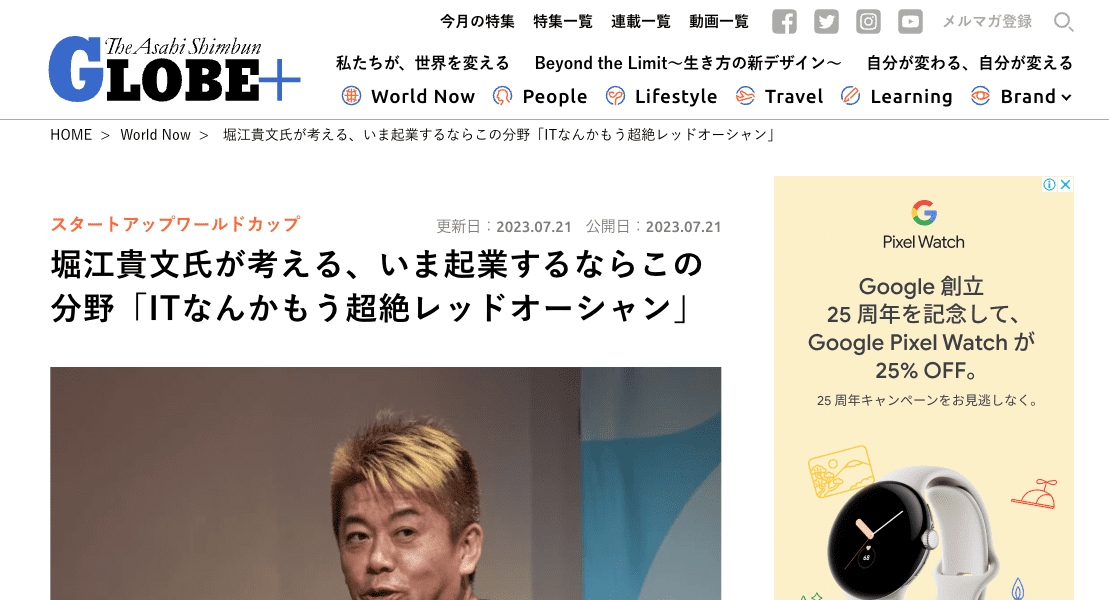 今月の特集 特集一覧 連載一覧 動画一覧 メルマガ登録
The Asahi Shimbun
GLOBE+
私たちが、世界を変える Beyond the Limit〜生き方の新デザイン〜 自分が変わる、自分が変える
World Now People Lifestyle Travel Learning Brand
HOME > World Now > 堀江貴文氏が考える、いま起業するならこの分野「ITなんかもう超絶レッドオーシャン」
スタートアップワールドカップ
更新日：2023.07.21 公開日：2023.07.21
堀江貴文氏が考える、いま起業するならこの
分野「ITなんかもう超絶レッドオーシャン」
Pixel Watch
Google 創立
25 周年を記念して、
Google Pixel Watch が
25% OFF。
25 周年キャンペーンをお見逃しなく。
68